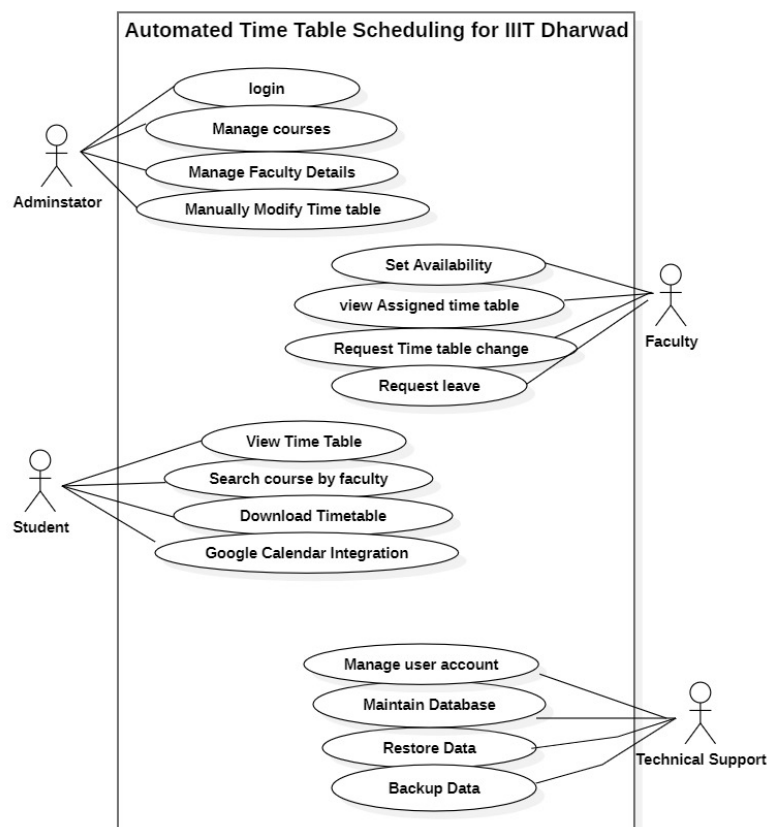 Automated Time Table Scheduling for IIIT Dharwad
login
Manage courses
Manage Faculty Details
Adminstator
Manually Modify Time table
Set Availability
view Assigned time table
Request Time table change
Faculty
Request leave
View Time Table
Search course by faculty
Download Timetable
Student
Google Calendar Integration
Manage user account
Maintain Database
Restore Data
Technical Support
Backup Data